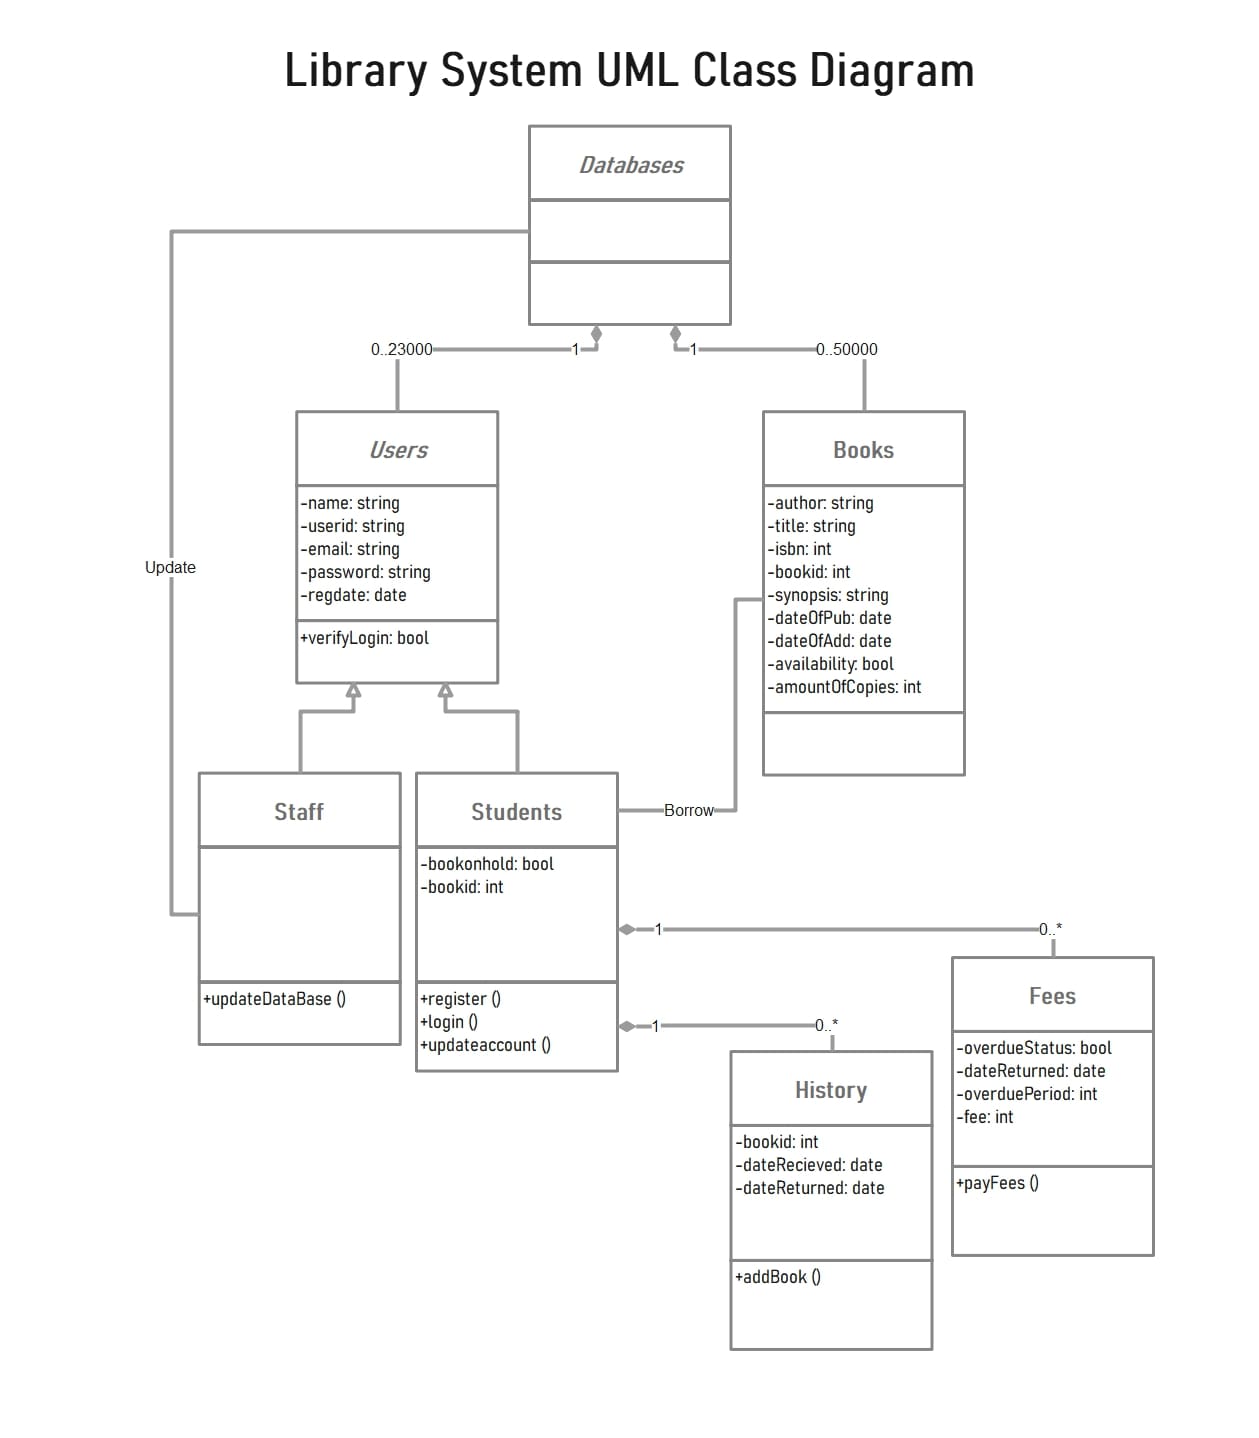 Library System UML Class Diagram
Databases
0..23000
1
1
0..50000
Users
-name: string
-userid: string
-email: string
-password: string
-regdate: date
+verifyLogin: bool
Books
-author: string
-title: string
-isbn: int
-bookid: int
-synopsis: string
-dateOfPub: date
-dateOfAdd: date
-availability: bool
-amountOfCopies: int
Update
Staff
+updateDataBase ()
Students
-bookonhold: bool
-bookid: int
+register ()
+login ()
+updateaccount ()
Borrow
1
0..*
1
0..*
Fees
-overdueStatus: bool
-dateReturned: date
-overduePeriod: int
-fee: int
+payFees ()
History
-bookid: int
-dateRecieved: date
-dateReturned: date
+addBook ()